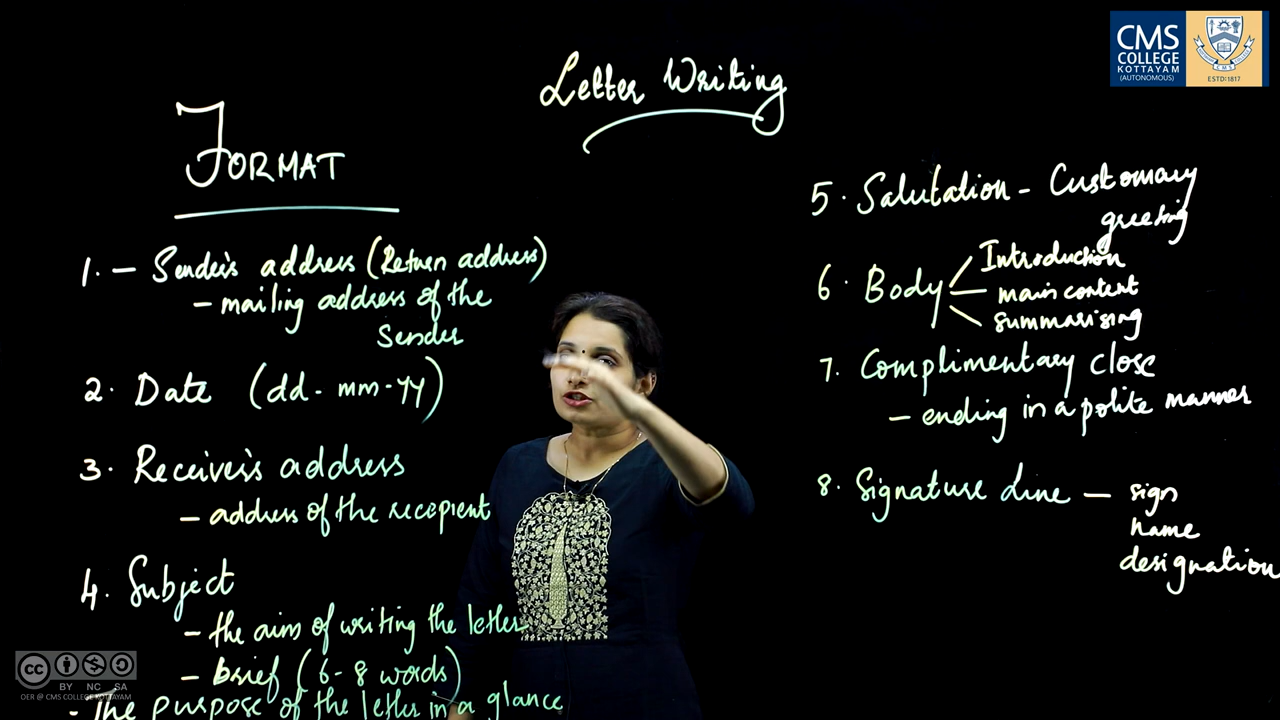 Letter Writing
FORMAT
1. – Sender's address (Return address)
– mailing address of the
Sender
2. Date (dd - mm - yy)
3. Receiver's address
– address of the recepient
4. Subject
– the aim of writing the letter
– brief (6 - 8 words)
- The purpose of the letter in a glance
5. Salutation - Customary
greeting
6. Body
Introduction
main content
summarising
7. Complimentary close
– ending in a polite manner
8. Signature Line – sign
name
designation
CMS
COLLEGE
KOTTAYAM
(AUTONOMOUS)
CMS
ESTD:1817
CC
BY NC SA
OER @ CMS COLLEGE KOTTAYAM